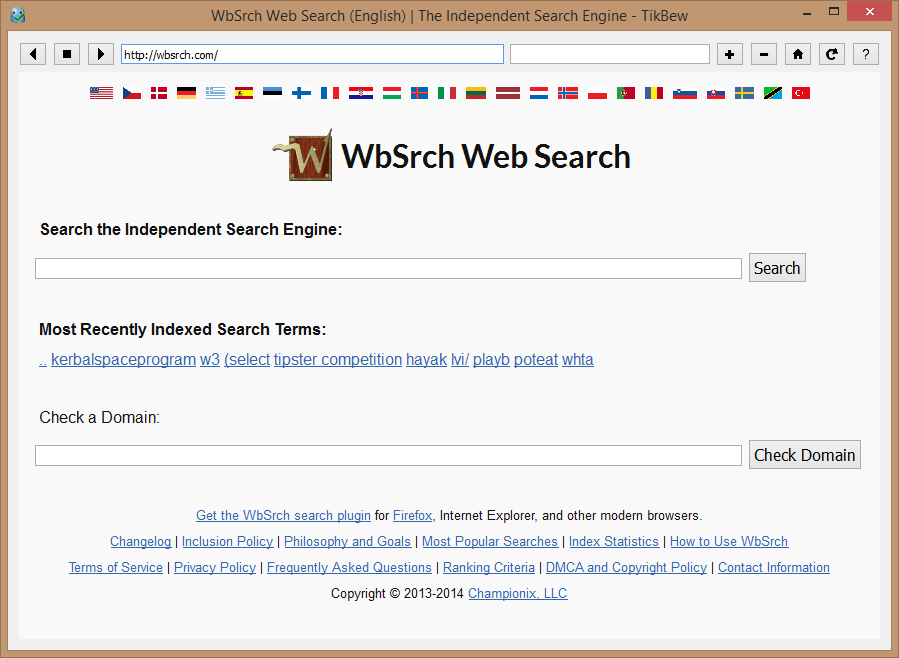 WbSrch Web Search (English) | The Independent Search Engine - TikBew
http://wbsrch.com/
?
W WbSrch Web Search
Search the Independent Search Engine:
Search
Most Recently Indexed Search Terms:
.. kerbalspaceprogram w3 (select tipster competition hayak lvi/ playb poteat whta
Check a Domain:
Check Domain
Get the WbSrch search plugin for Firefox, Internet Explorer, and other modern browsers.
Changelog | Inclusion Policy | Philosophy and Goals | Most Popular Searches | Index Statistics | How to Use WbSrch
Terms of Service | Privacy Policy | Frequently Asked Questions | Ranking Criteria | DMCA and Copyright Policy | Contact Information
Copyright © 2013-2014 Championix, LLC